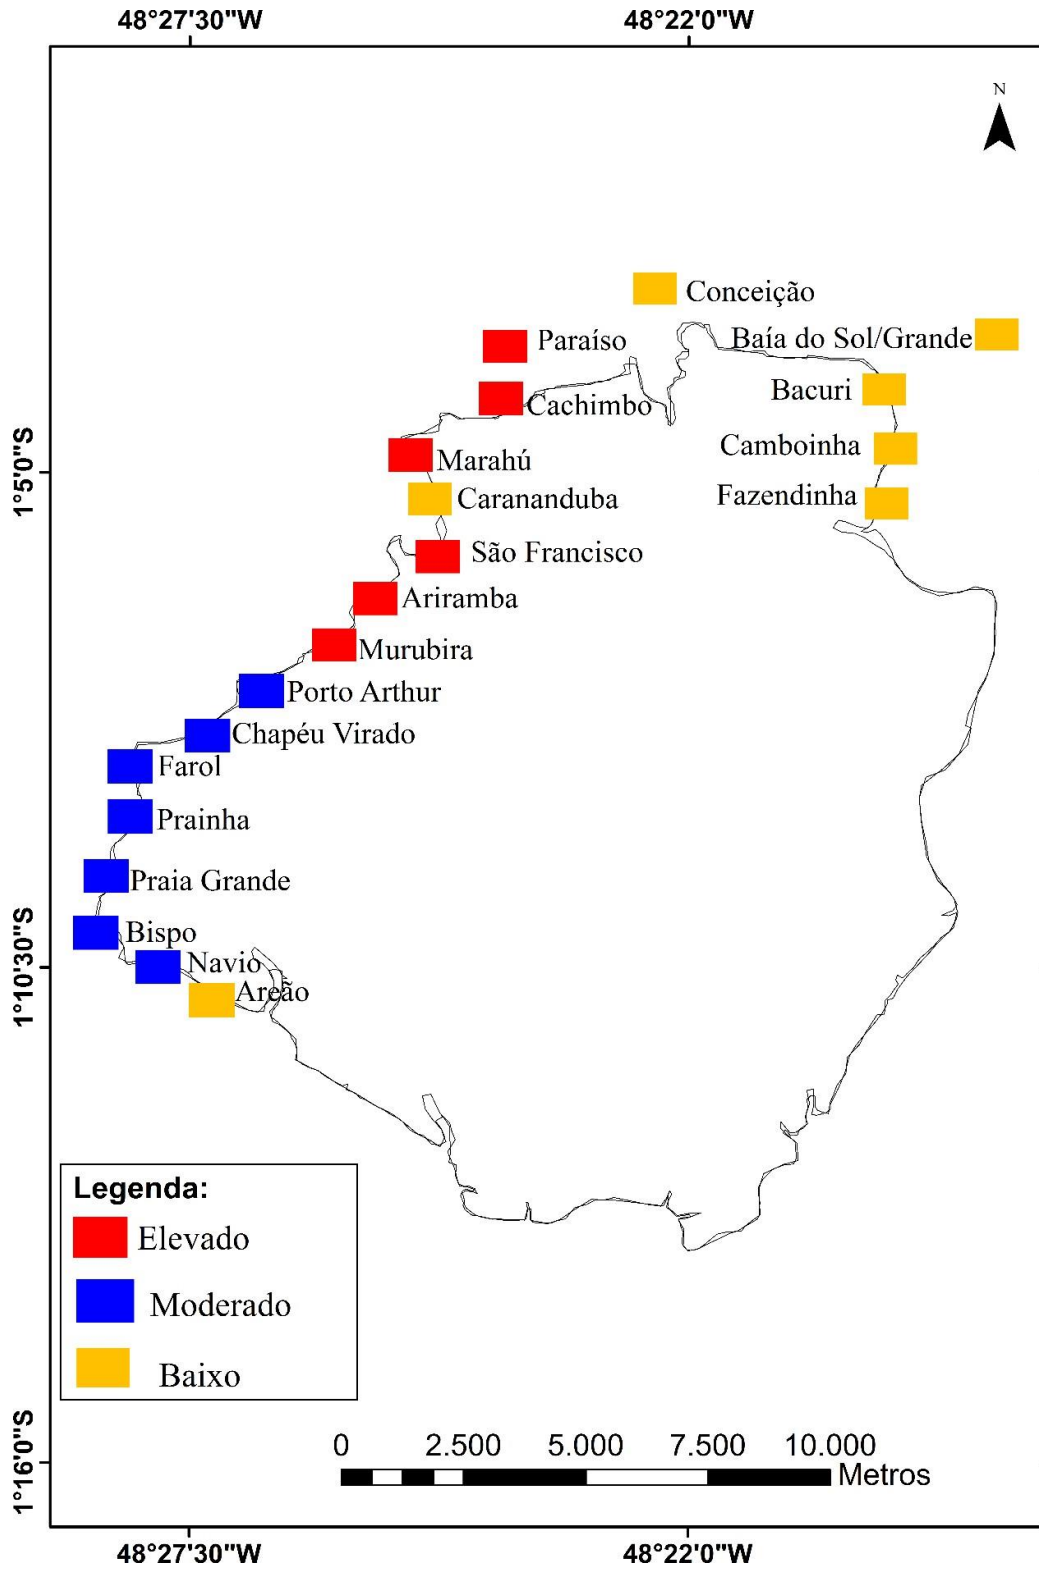 48°27'30"W
48°22'0"W
N
Conceição
Paraíso
Baía do Sol/Grande
Bacuri
Cachimbo
Camboinha
Marahú
1°5'0"S
Carananduba
Fazendinha
São Francisco
Ariramba
Murubira
Porto Arthur
Chapéu Virado
Farol
Prainha
Praia Grande
Bispo
Navio
1°10'30"S
Areão
Legenda:
Elevado
Moderado
Baixo
1°16'0"S
0 2.500 5.000 7.500 10.000
Metros
48°27'30"W
48°22'0"W